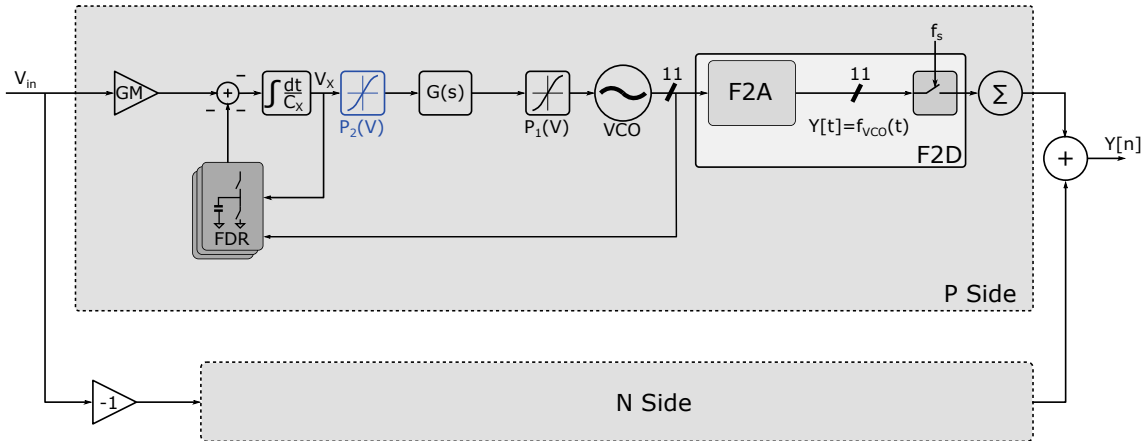 V_in
GM
−
−
−
+
∫ dt
C_X
V_X
P_2(V)
G(s)
P_1(V)
VCO
11
F2A
11
Y[t]=f_VCO(t)
f_s
F2D
Σ
+
Y[n]
FDR
P Side
-1
N Side